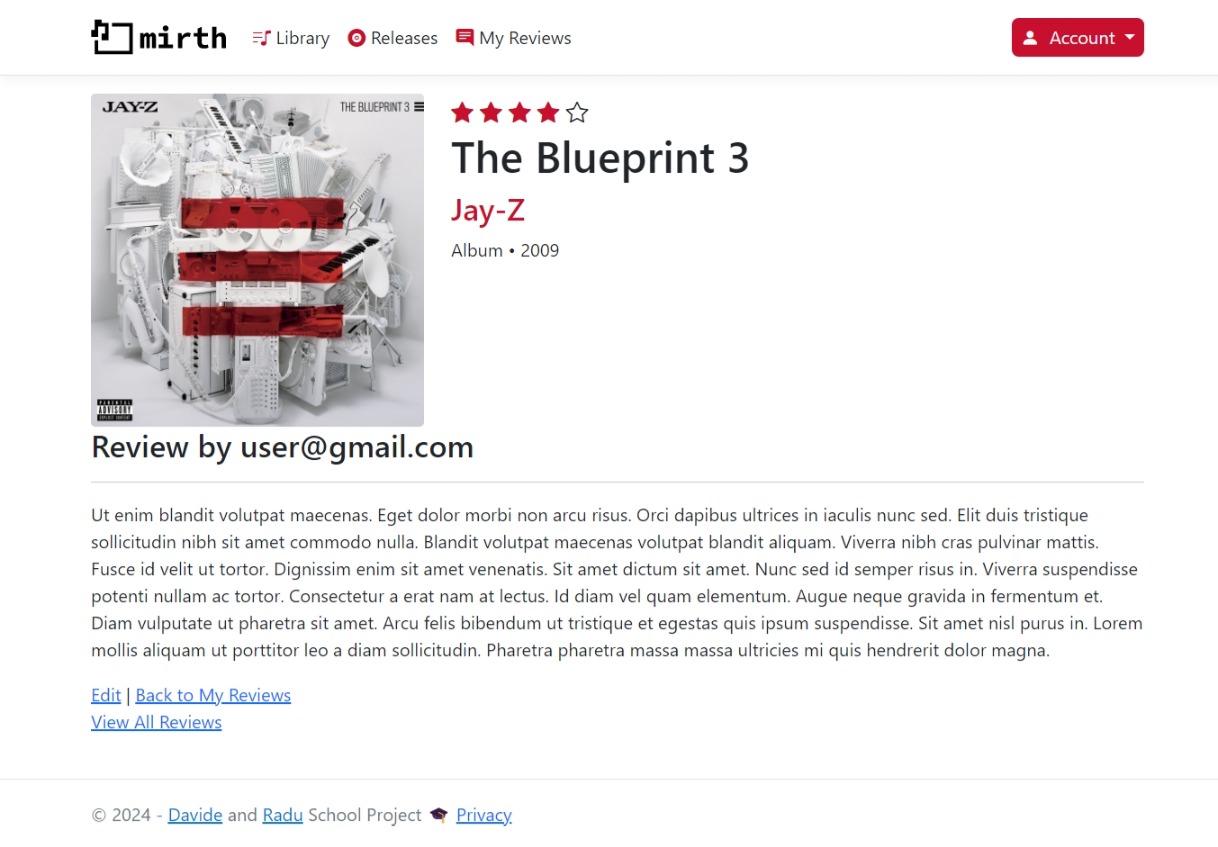 mirth Library Releases My Reviews Account
JAY-Z THE BLUEPRINT 3
PARENTAL
ADVISORY
EXPLICIT CONTENT
The Blueprint 3
Jay-Z
Album • 2009
Review by user@gmail.com
Ut enim blandit volutpat maecenas. Eget dolor morbi non arcu risus. Orci dapibus ultrices in iaculis nunc sed. Elit duis tristique
sollicitudin nibh sit amet commodo nulla. Blandit volutpat maecenas volutpat blandit aliquam. Viverra nibh cras pulvinar mattis.
Fusce id velit ut tortor. Dignissim enim sit amet venenatis. Sit amet dictum sit amet. Nunc sed id semper risus in. Viverra suspendisse
potenti nullam ac tortor. Consectetur a erat nam at lectus. Id diam vel quam elementum. Augue neque gravida in fermentum et.
Diam vulputate ut pharetra sit amet. Arcu felis bibendum ut tristique et egestas quis ipsum suspendisse. Sit amet nisl purus in. Lorem
mollis aliquam ut porttitor leo a diam sollicitudin. Pharetra pharetra massa massa ultricies mi quis hendrerit dolor magna.
Edit | Back to My Reviews
View All Reviews
© 2024 - Davide and Radu School Project 🎓 Privacy